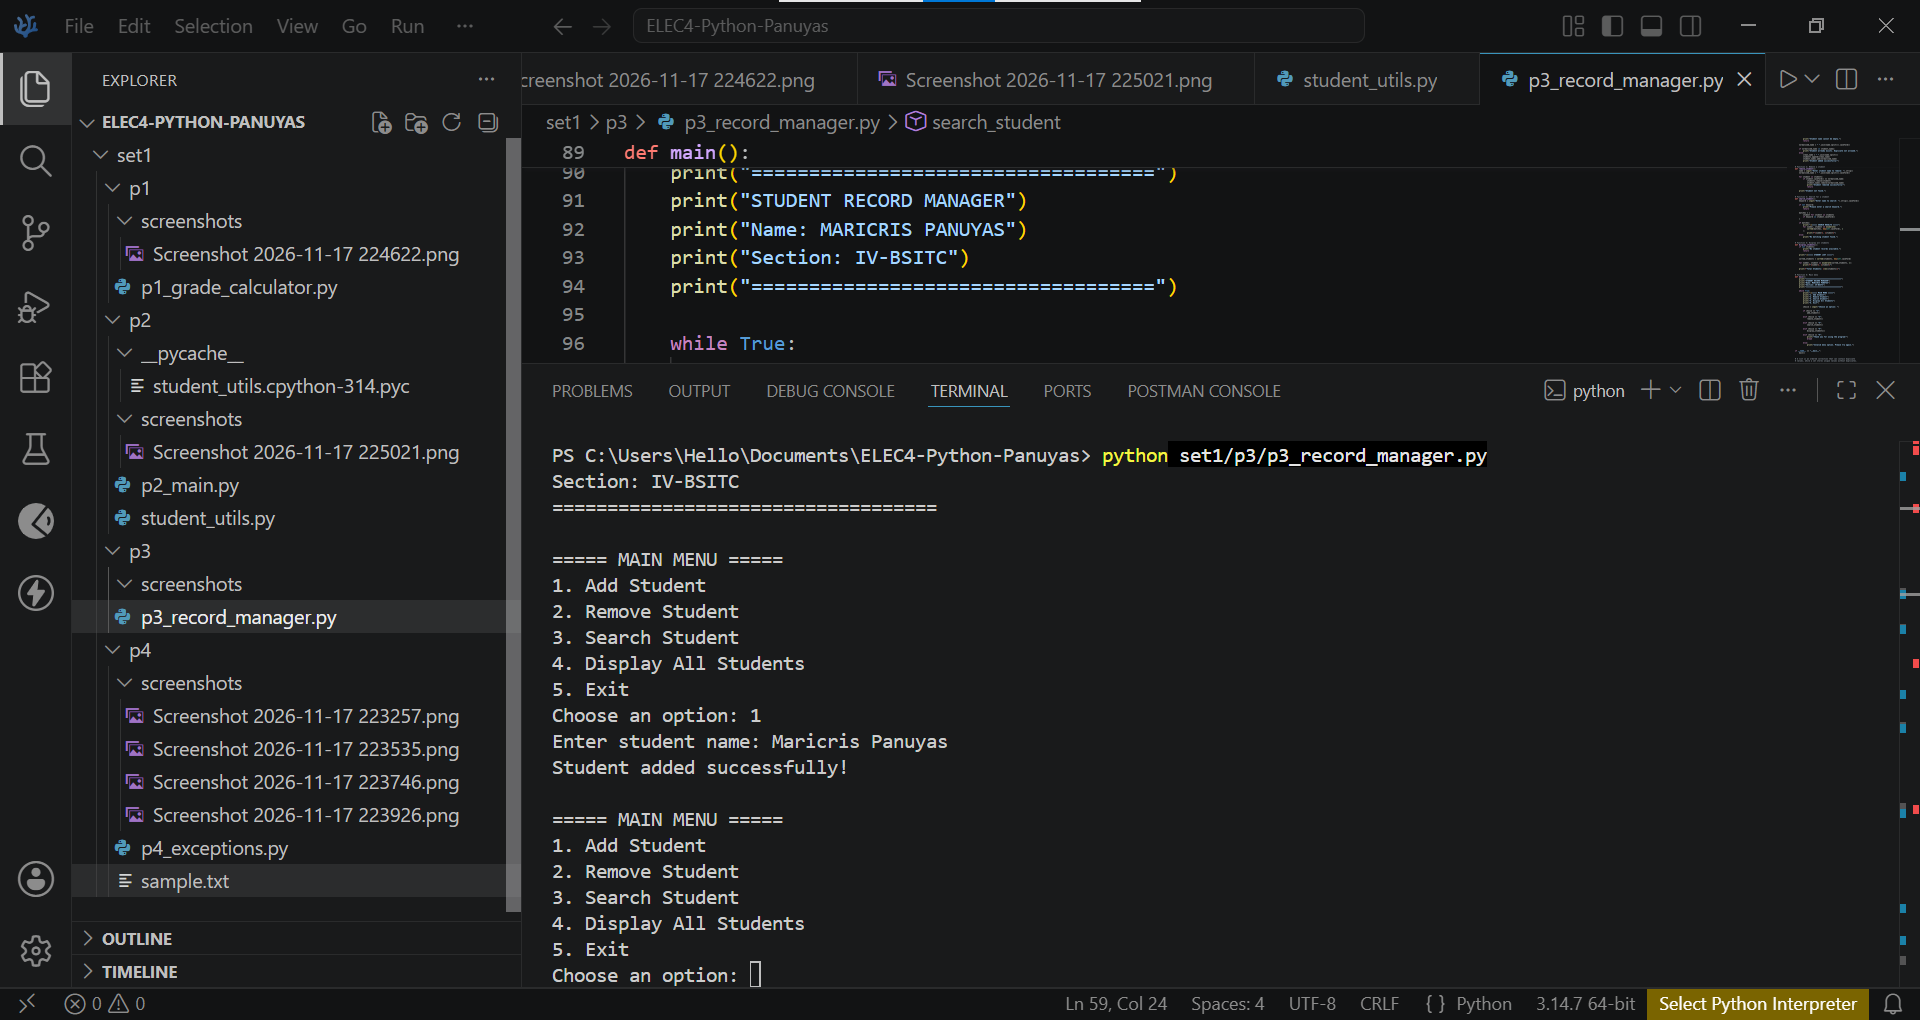 File Edit Selection View Go Run ···
ELEC4-Python-Panuyas
EXPLORER ···
ELEC4-PYTHON-PANUYAS
set1
p1
screenshots
Screenshot 2026-11-17 224622.png
p1_grade_calculator.py
p2
__pycache__
student_utils.cpython-314.pyc
screenshots
Screenshot 2026-11-17 225021.png
p2_main.py
student_utils.py
p3
screenshots
p3_record_manager.py
p4
screenshots
Screenshot 2026-11-17 223257.png
Screenshot 2026-11-17 223535.png
Screenshot 2026-11-17 223746.png
Screenshot 2026-11-17 223926.png
p4_exceptions.py
sample.txt
OUTLINE
TIMELINE
creenshot 2026-11-17 224622.png Screenshot 2026-11-17 225021.png student_utils.py p3_record_manager.py
set1 > p3 > p3_record_manager.py > search_student
89 def main():
90 print("===================================")
91 print("STUDENT RECORD MANAGER")
92 print("Name: MARICRIS PANUYAS")
93 print("Section: IV-BSITC")
94 print("===================================")
95
96 while True:
PROBLEMS OUTPUT DEBUG CONSOLE TERMINAL PORTS POSTMAN CONSOLE python
PS C:\Users\Hello\Documents\ELEC4-Python-Panuyas> python set1/p3/p3_record_manager.py
Section: IV-BSITC
===================================
===== MAIN MENU =====
1. Add Student
2. Remove Student
3. Search Student
4. Display All Students
5. Exit
Choose an option: 1
Enter student name: Maricris Panuyas
Student added successfully!
===== MAIN MENU =====
1. Add Student
2. Remove Student
3. Search Student
4. Display All Students
5. Exit
Choose an option:
0 0 Ln 59, Col 24 Spaces: 4 UTF-8 CRLF { } Python 3.14.7 64-bit Select Python Interpreter